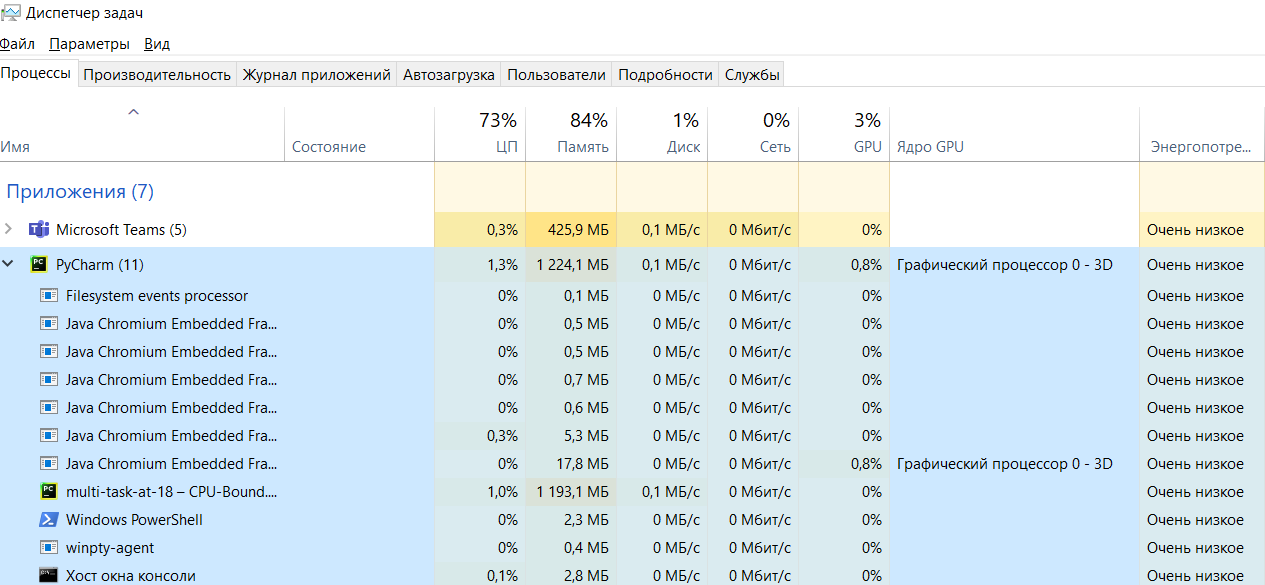 Диспетчер задач
Файл Параметры Вид
Процессы Производительность Журнал приложений Автозагрузка Пользователи Подробности Службы
73% 84% 1% 0% 3%
Имя Состояние ЦП Память Диск Сеть GPU Ядро GPU Энергопотре...
Приложения (7)
Microsoft Teams (5) 0,3% 425,9 МБ 0,1 МБ/с 0 Мбит/с 0% Очень низкое
PyCharm (11) 1,3% 1 224,1 МБ 0,1 МБ/с 0 Мбит/с 0,8% Графический процессор 0 - 3D Очень низкое
Filesystem events processor 0% 0,1 МБ 0 МБ/с 0 Мбит/с 0% Очень низкое
Java Chromium Embedded Fra... 0% 0,5 МБ 0 МБ/с 0 Мбит/с 0% Очень низкое
Java Chromium Embedded Fra... 0% 0,5 МБ 0 МБ/с 0 Мбит/с 0% Очень низкое
Java Chromium Embedded Fra... 0% 0,7 МБ 0 МБ/с 0 Мбит/с 0% Очень низкое
Java Chromium Embedded Fra... 0% 0,6 МБ 0 МБ/с 0 Мбит/с 0% Очень низкое
Java Chromium Embedded Fra... 0,3% 5,3 МБ 0 МБ/с 0 Мбит/с 0% Очень низкое
Java Chromium Embedded Fra... 0% 17,8 МБ 0 МБ/с 0 Мбит/с 0,8% Графический процессор 0 - 3D Очень низкое
multi-task-at-18 – CPU-Bound.... 1,0% 1 193,1 МБ 0,1 МБ/с 0 Мбит/с 0% Очень низкое
Windows PowerShell 0% 2,3 МБ 0 МБ/с 0 Мбит/с 0% Очень низкое
winpty-agent 0% 0,4 МБ 0 МБ/с 0 Мбит/с 0% Очень низкое
Хост окна консоли 0,1% 2,8 МБ 0 МБ/с 0 Мбит/с 0% Очень низкое